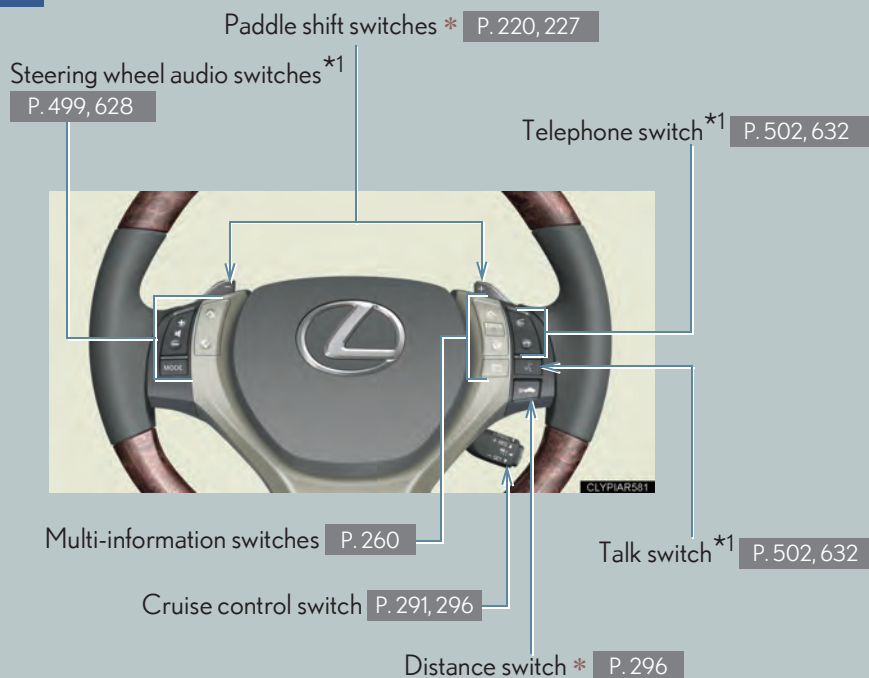 Paddle shift switches * P. 220, 227
Steering wheel audio switches*1
P. 499, 628
Telephone switch*1 P. 502, 632
MODE
CLYPIAR581
Multi-information switches P. 260
Talk switch*1 P. 502, 632
Cruise control switch P. 291, 296
Distance switch * P. 296